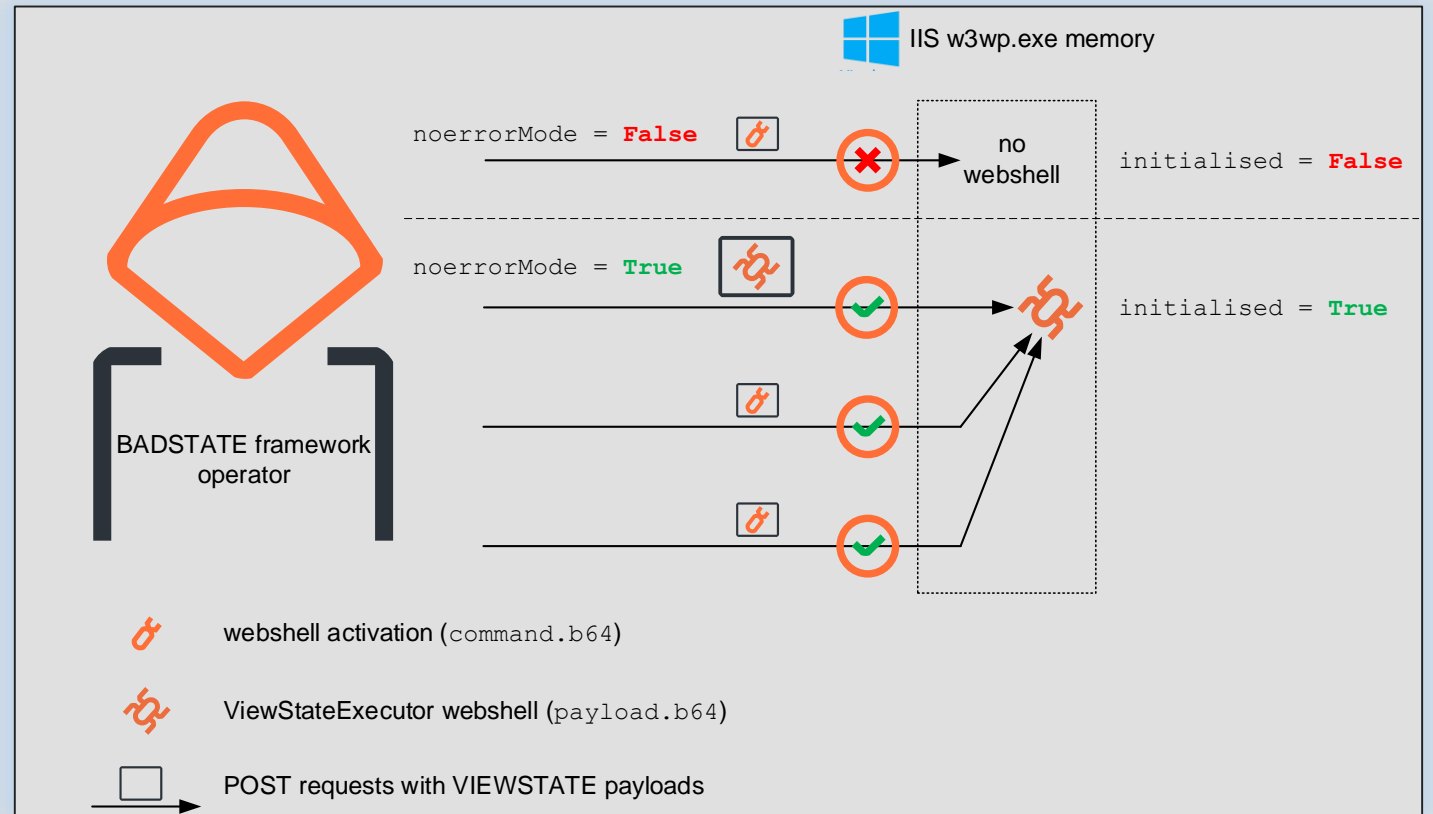 IIS w3wp.exe memory
noerrorMode = False
no
webshell
initialised = False
noerrorMode = True
initialised = True
BADSTATE framework
operator
webshell activation (command.b64)
ViewStateExecutor webshell (payload.b64)
POST requests with VIEWSTATE payloads